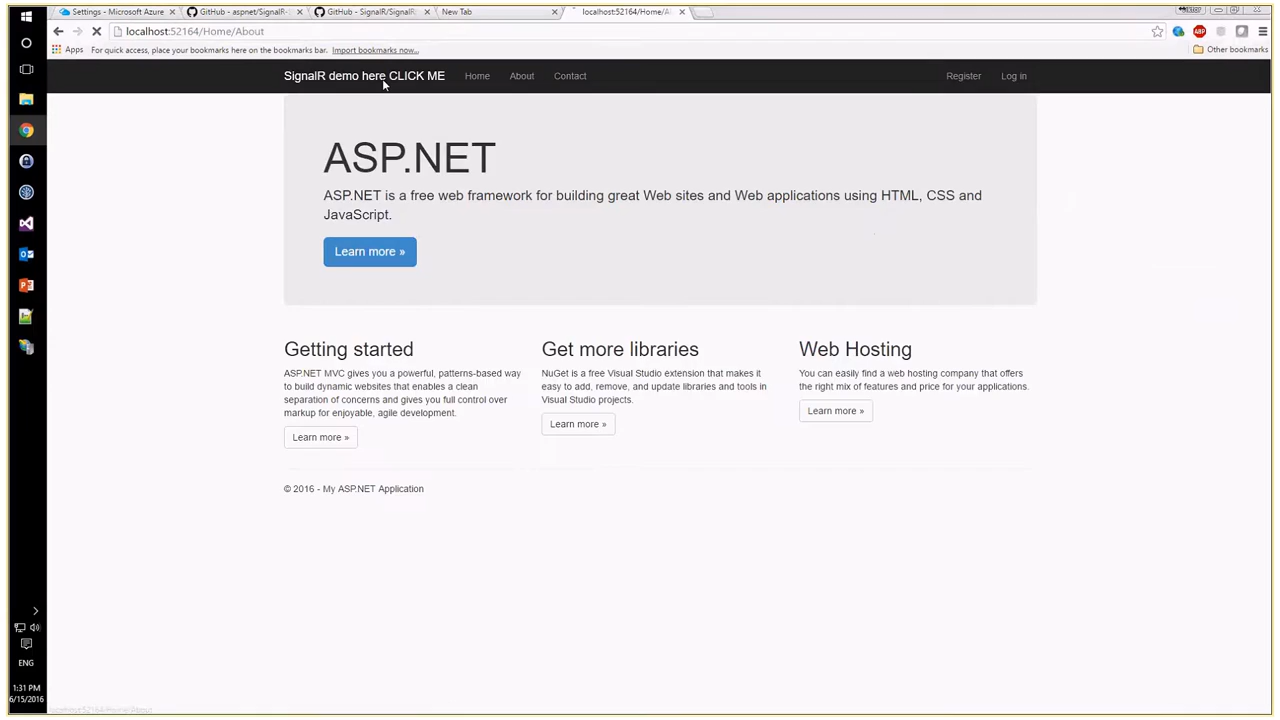 Settings - Microsoft Azure
GitHub - aspnet/SignalR-
GitHub - SignalR/SignalR
New Tab
localhost:52164/Home/A
localhost:52164/Home/About
Apps
For quick access, place your bookmarks here on the bookmarks bar. Import bookmarks now...
Other bookmarks
ABP
SignalR demo here CLICK ME
Home
About
Contact
Register
Log in
ASP.NET
ASP.NET is a free web framework for building great Web sites and Web applications using HTML, CSS and
JavaScript.
Learn more »
Getting started
ASP.NET MVC gives you a powerful, patterns-based way
to build dynamic websites that enables a clean
separation of concerns and gives you full control over
markup for enjoyable, agile development.
Learn more »
Get more libraries
NuGet is a free Visual Studio extension that makes it
easy to add, remove, and update libraries and tools in
Visual Studio projects.
Learn more »
Web Hosting
You can easily find a web hosting company that offers
the right mix of features and price for your applications.
Learn more »
© 2016 - My ASP.NET Application
ENG
1:31 PM
6/15/2016
localhost:52164/Home/About